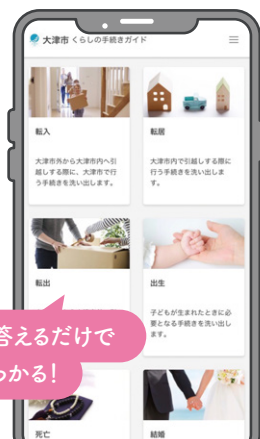 大津市 くらしの手続きガイド
転入
大津市外から大津市内へ引
越しする際に、大津市で行
う手続きを洗い出します。
転居
大津市内で引越しする際に
行う手続きを洗い出しま
す。
転出
出生
子どもが生まれたときに必
要となる手続きを洗い出し
ます。
答えるだけで
かる!
死亡
結婚